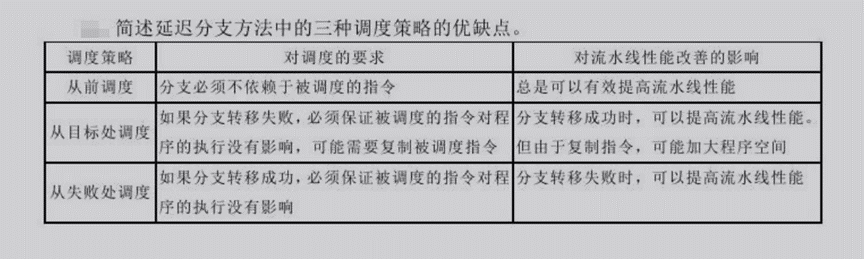 简述延迟分支方法中的三种调度策略的优缺点。
调度策略 对调度的要求 对流水线性能改善的影响
从前调度 分支必须不依赖于被调度的指令 总是可以有效提高流水线性能
从目标处调度 如果分支转移失败，必须保证被调度的指令对程 分支转移成功时，可以提高流水线性能。
序的执行没有影响，可能需要复制被调度指令 但由于复制指令，可能加大程序空间
从失败处调度 如果分支转移成功，必须保证被调度的指令对程 分支转移失败时，可以提高流水线性能
序的执行没有影响